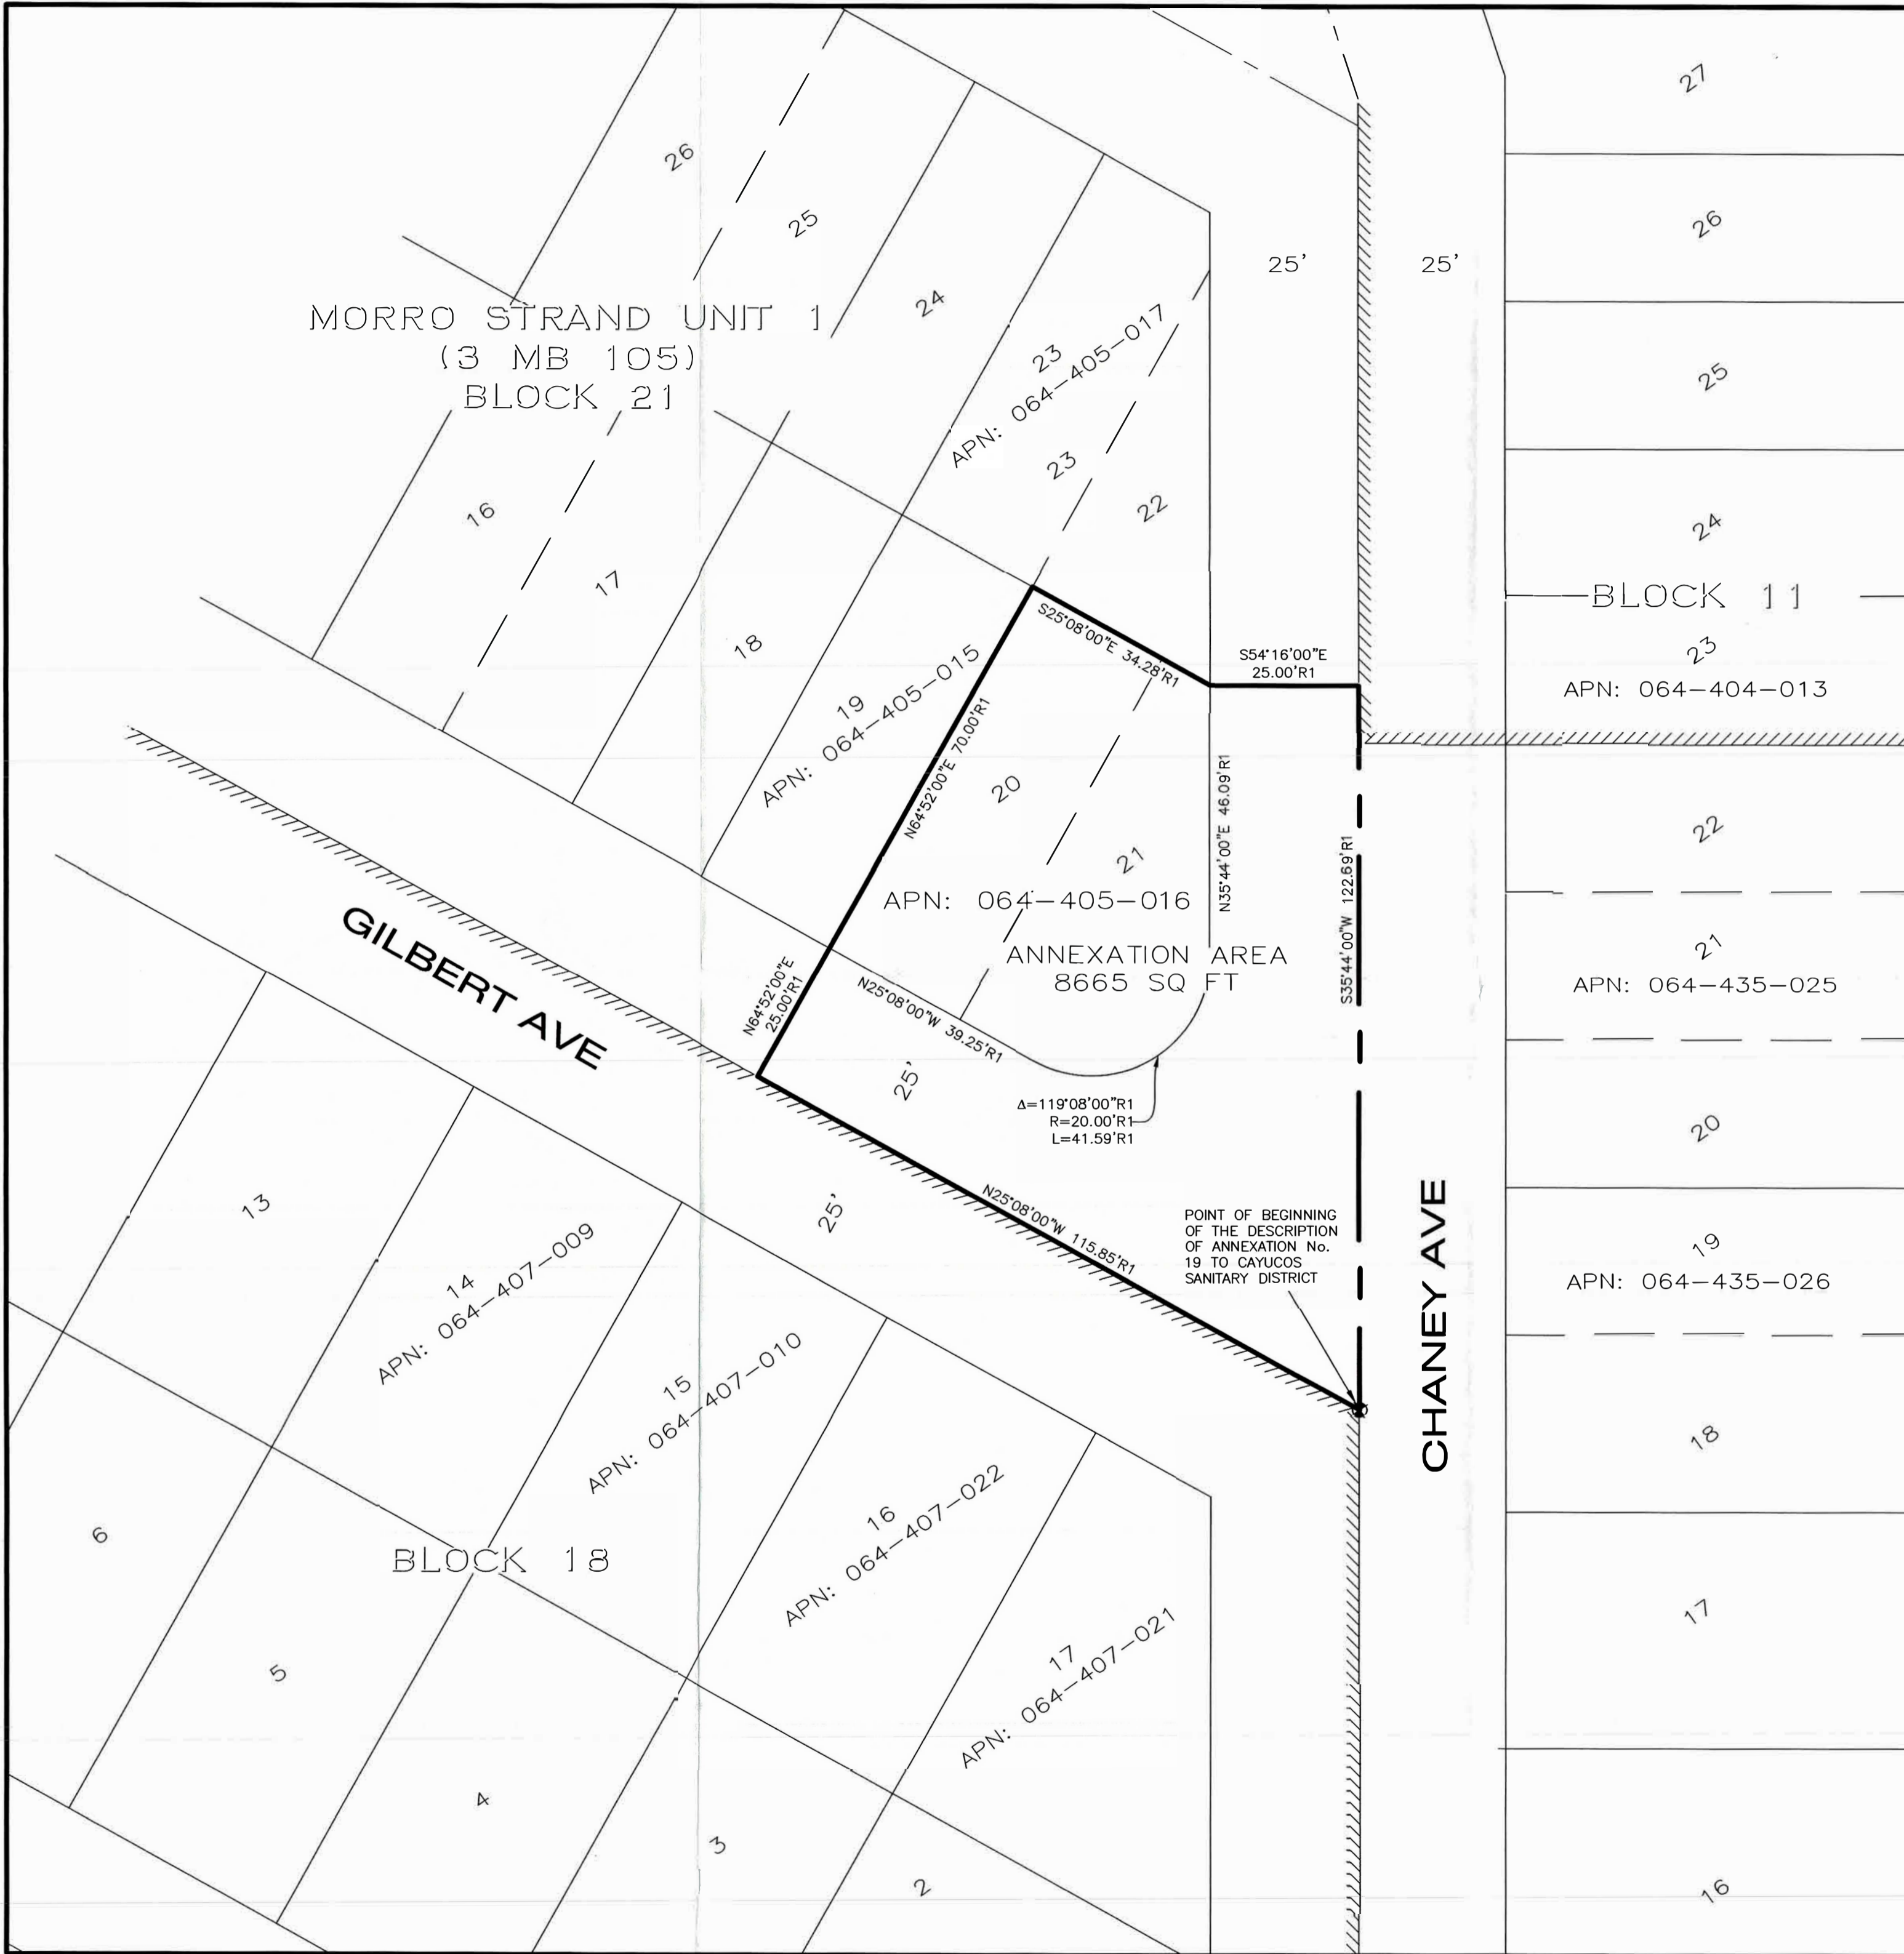 27
26
25
26
25'
25'
24
MORRO STRAND UNIT 1
(3 MB 105)
BLOCK 21
23
APN: 064-405-017
23
22
16
17
18
19
APN: 064-405-015
26
25
24
BLOCK 11
23
APN: 064-404-013
S25°08'00"E 34.28'R1
S54°16'00"E
25.00'R1
N64°52'00"E 70.00'R1
20
21
N35°44'00"E 46.09'R1
S35°44'00"W 122.69'R1
APN: 064-405-016
ANNEXATION AREA
8665 SQ FT
22
21
APN: 064-435-025
GILBERT AVE
N64°52'00"E
25.00'R1
N25°08'00"W 39.25'R1
25'
Δ=119°08'00"R1
R=20.00'R1
L=41.59'R1
20
25'
N25°08'00"W 115.85'R1
POINT OF BEGINNING
OF THE DESCRIPTION
OF ANNEXATION No.
19 TO CAYUCOS
SANITARY DISTRICT
CHANEY AVE
19
APN: 064-435-026
13
14
APN: 064-407-009
15
APN: 064-407-010
16
APN: 064-407-022
17
APN: 064-407-021
18
6
BLOCK 18
5
4
3
2
17
16